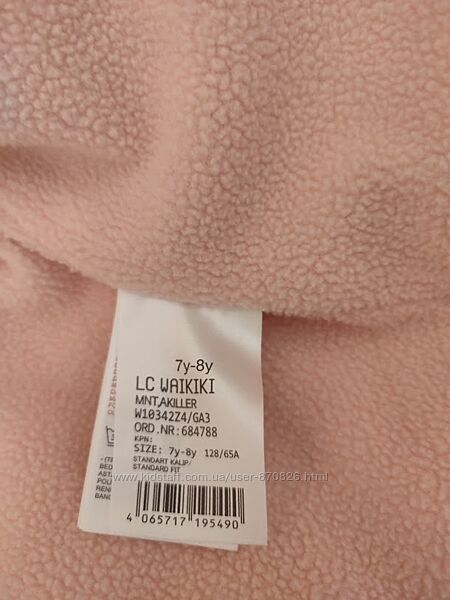 7y-8y
LC WAIKIKI
MNT,AKILLER
W10342Z4/GA3
ORD.NR:684788
KPN:
SIZE: 7y-8y 128/65A
STANDART KALIP/
STANDARD FIT
www.kidstaff.com.ua/user-870826.html
4 065717 195490